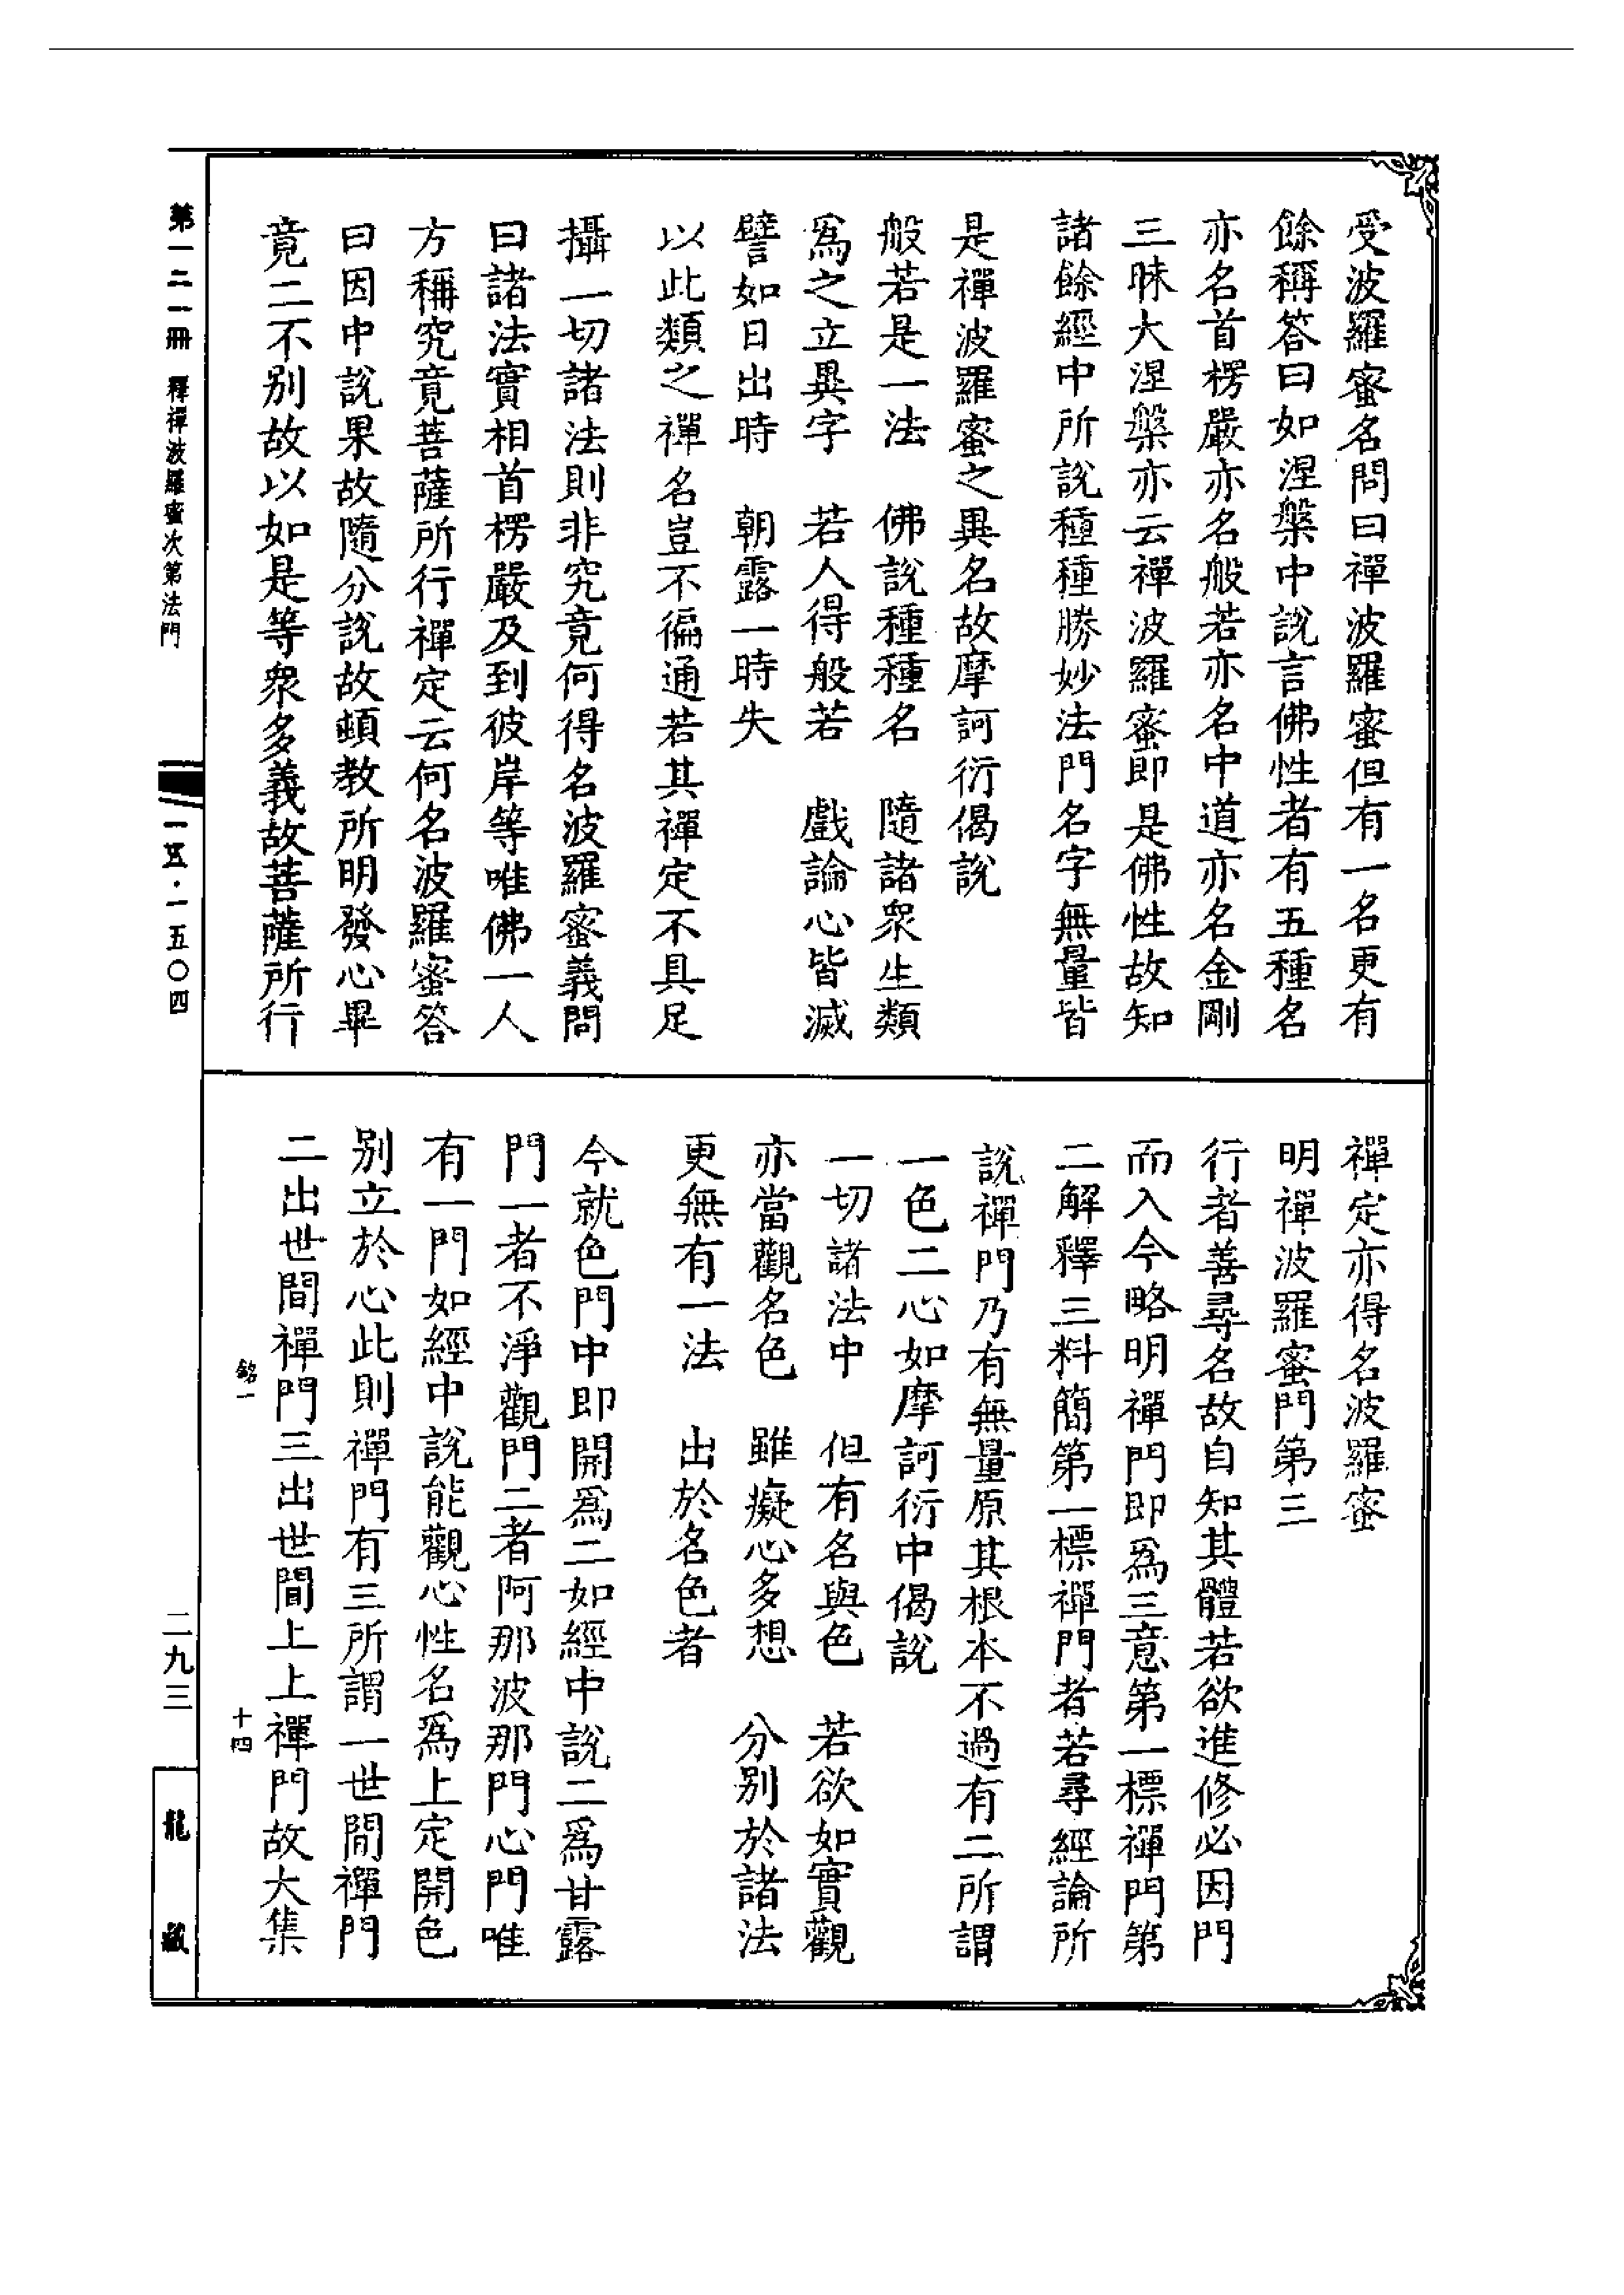 受波羅蜜名問曰禪波羅蜜但有一名更有
餘稱答曰如涅槃中說言佛性者有五種名
亦名首楞嚴亦名般若亦名中道亦名金剛
三昧大涅槃亦云禪波羅蜜即是佛性故知
諸餘經中所說種種勝妙法門名字無量皆
是禪波羅蜜之異名故摩訶衍偈說
般若是一法　佛說種種名　隨諸衆生類
爲之立異字　若人得般若　戲論心皆滅
譬如日出時　朝露一時失
以此類之禪名豈不徧通若其禪定不具足
攝一切諸法則非究竟何得名波羅蜜義問
曰諸法實相首楞嚴及到彼岸等唯佛一人
方稱究竟菩薩所行禪定云何名波羅蜜答
曰因中說果故隨分說故頓教所明發心畢
竟二不别故以如是等衆多義故菩薩所行
禪定亦得名波羅蜜
明禪波羅蜜門第三
行者善尋名故自知其體若欲進修必因門
而入今略明禪門即爲三意第一標禪門第
二解釋三料簡第一標禪門者若尋經論所
說禪門乃有無量原其根本不過有二所謂
一色二心如摩訶衍中偈說
一切諸法中　但有名與色　若欲如實觀
亦當觀名色　雖癡心多想　分别於諸法
更無有一法　出於名色者
今就色門中即開爲二如經中說二爲甘露
門一者不淨觀門二者阿那波那門心門唯
有一門如經中說能觀心性名爲上定開色
别立於心此則禪門有三所謂一世間禪門
二出世間禪門三出世間上上禪門故大集
銘一
十四
第一二一冊　釋禪波羅蜜次第法門
一五·一五〇四
二九三
龍藏